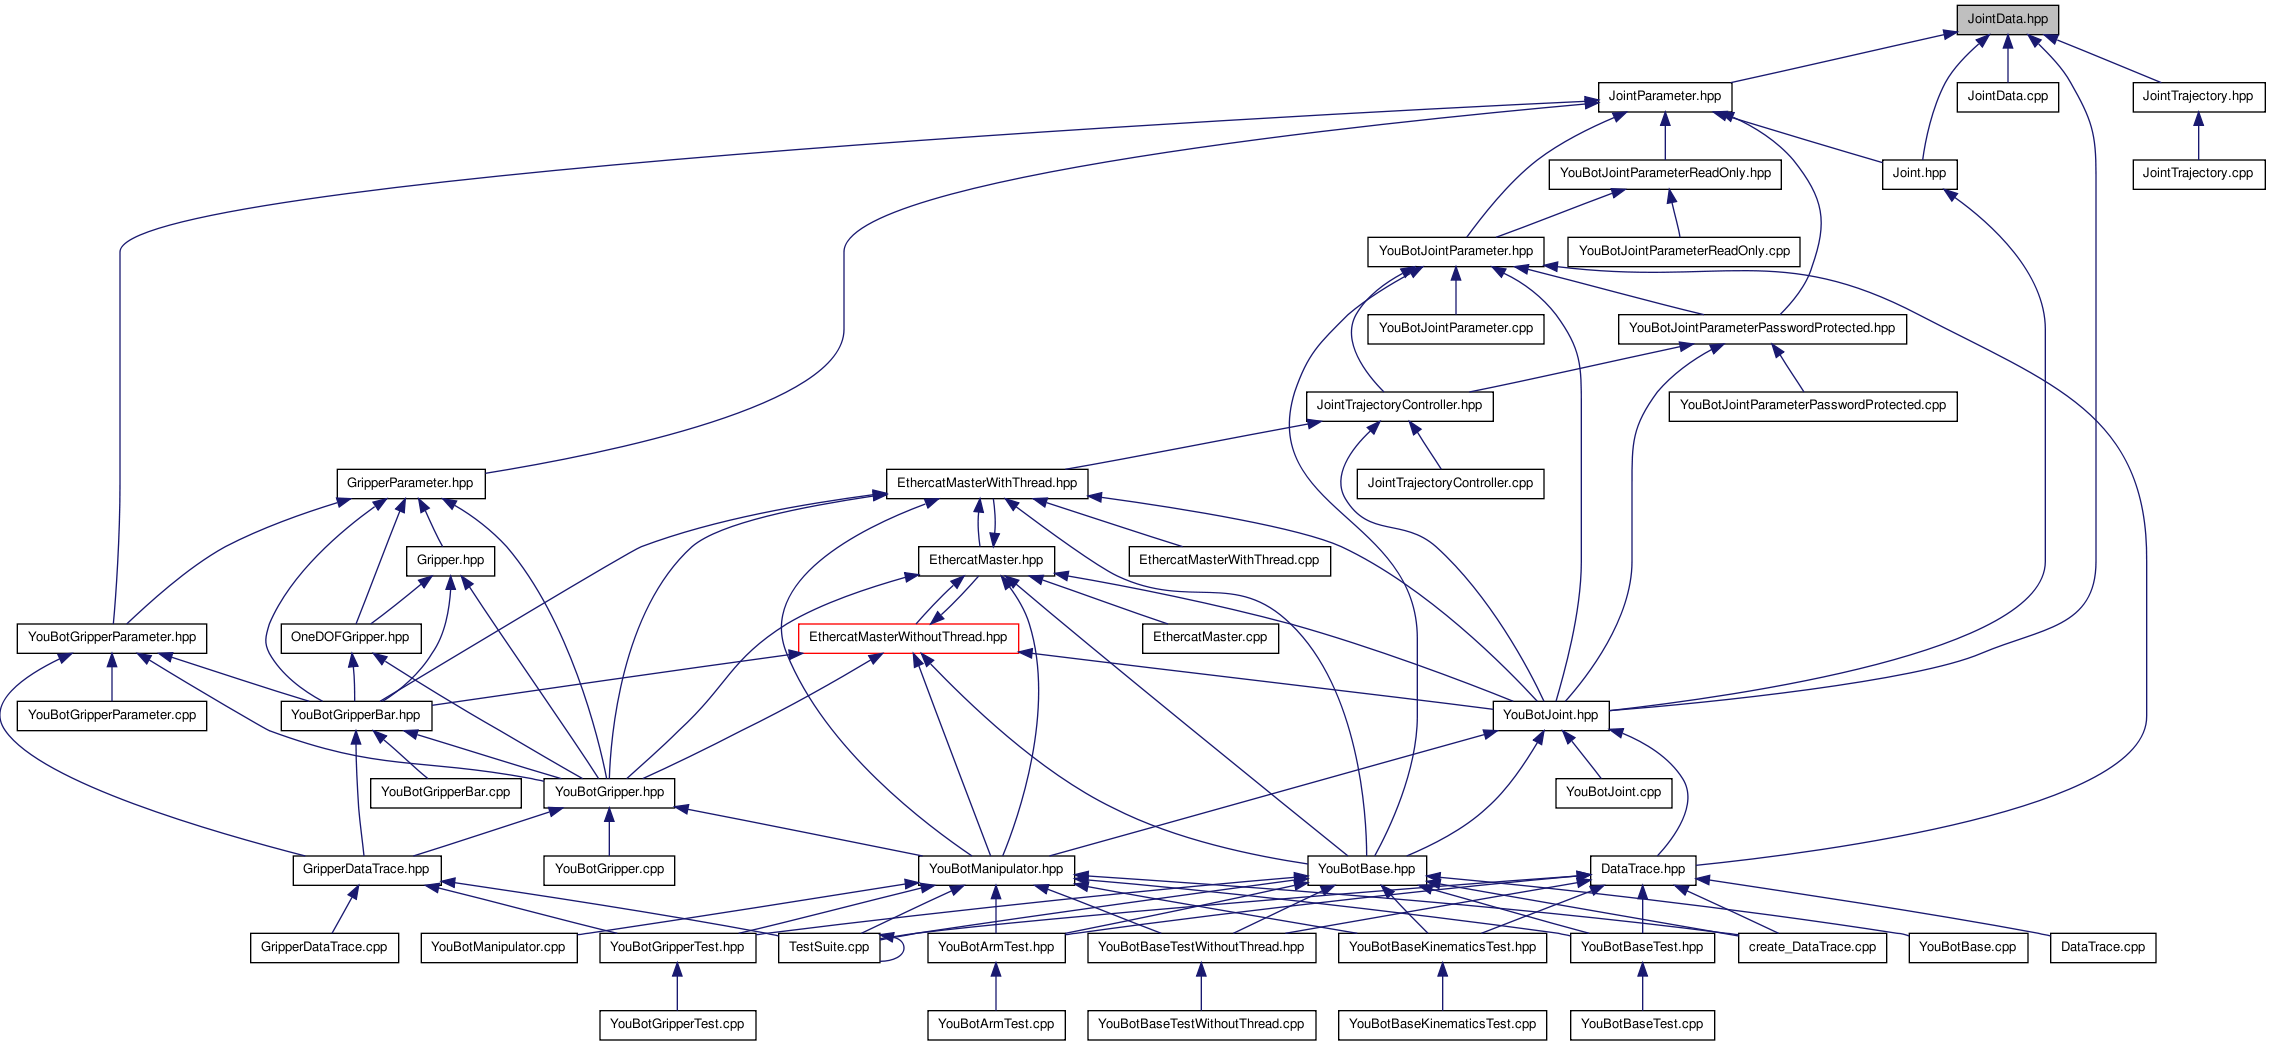 JointData.hpp
JointParameter.hpp
JointData.cpp
JointTrajectory.hpp
YouBotJointParameterReadOnly.hpp
Joint.hpp
JointTrajectory.cpp
YouBotJointParameter.hpp
YouBotJointParameterReadOnly.cpp
YouBotJointParameter.cpp
YouBotJointParameterPasswordProtected.hpp
JointTrajectoryController.hpp
YouBotJointParameterPasswordProtected.cpp
GripperParameter.hpp
EthercatMasterWithThread.hpp
JointTrajectoryController.cpp
Gripper.hpp
EthercatMaster.hpp
EthercatMasterWithThread.cpp
YouBotGripperParameter.hpp
OneDOFGripper.hpp
EthercatMasterWithoutThread.hpp
EthercatMaster.cpp
YouBotGripperParameter.cpp
YouBotGripperBar.hpp
YouBotJoint.hpp
YouBotGripperBar.cpp
YouBotGripper.hpp
YouBotJoint.cpp
GripperDataTrace.hpp
YouBotGripper.cpp
YouBotManipulator.hpp
YouBotBase.hpp
DataTrace.hpp
GripperDataTrace.cpp
YouBotManipulator.cpp
YouBotGripperTest.hpp
TestSuite.cpp
YouBotArmTest.hpp
YouBotBaseTestWithoutThread.hpp
YouBotBaseKinematicsTest.hpp
YouBotBaseTest.hpp
create_DataTrace.cpp
YouBotBase.cpp
DataTrace.cpp
YouBotGripperTest.cpp
YouBotArmTest.cpp
YouBotBaseTestWithoutThread.cpp
YouBotBaseKinematicsTest.cpp
YouBotBaseTest.cpp